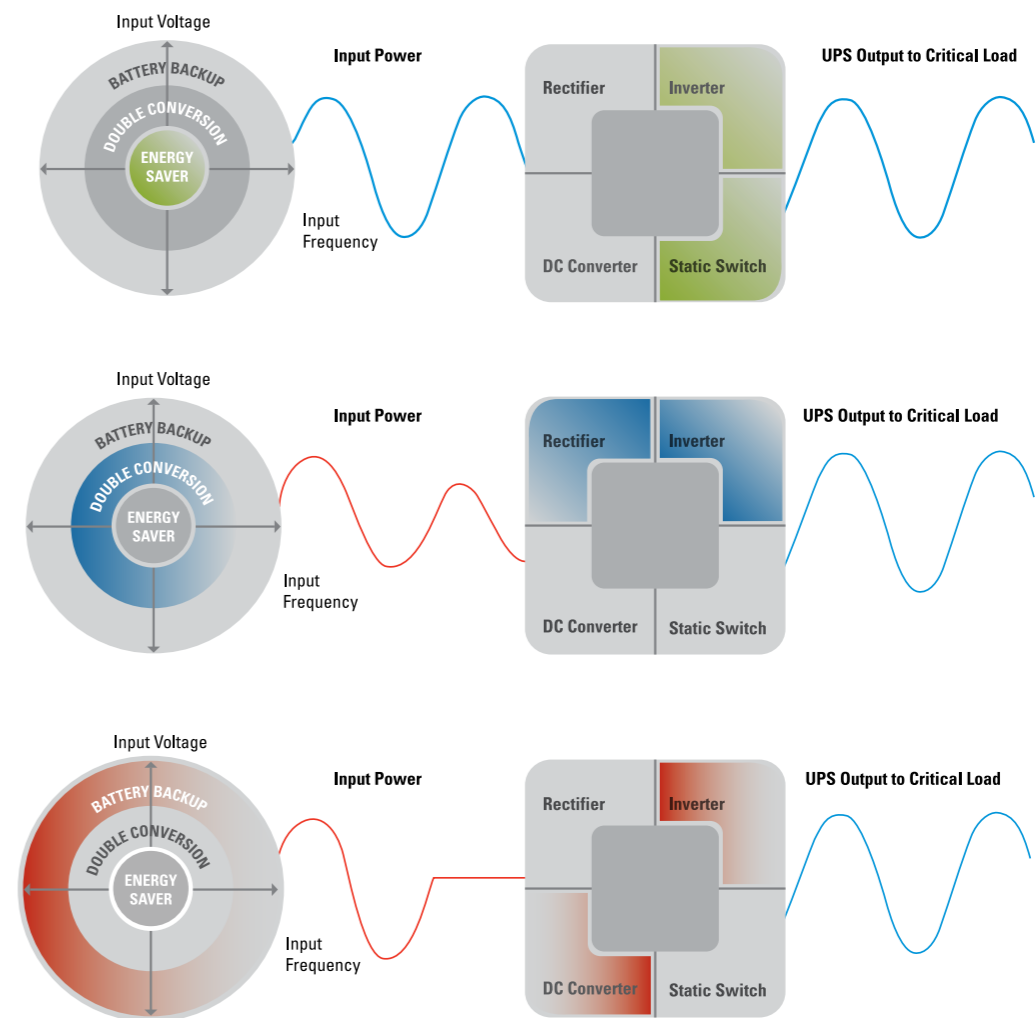 Input Voltage
BATTERY BACKUP
DOUBLE CONVERSION
ENERGY
SAVER
Input
Frequency
Input Power
Rectifier
Inverter
DC Converter
Static Switch
UPS Output to Critical Load
Input Voltage
BATTERY BACKUP
DOUBLE CONVERSION
ENERGY
SAVER
Input
Frequency
Input Power
Rectifier
Inverter
DC Converter
Static Switch
UPS Output to Critical Load
Input Voltage
BATTERY BACKUP
DOUBLE CONVERSION
ENERGY
SAVER
Input
Frequency
Input Power
Rectifier
Inverter
DC Converter
Static Switch
UPS Output to Critical Load